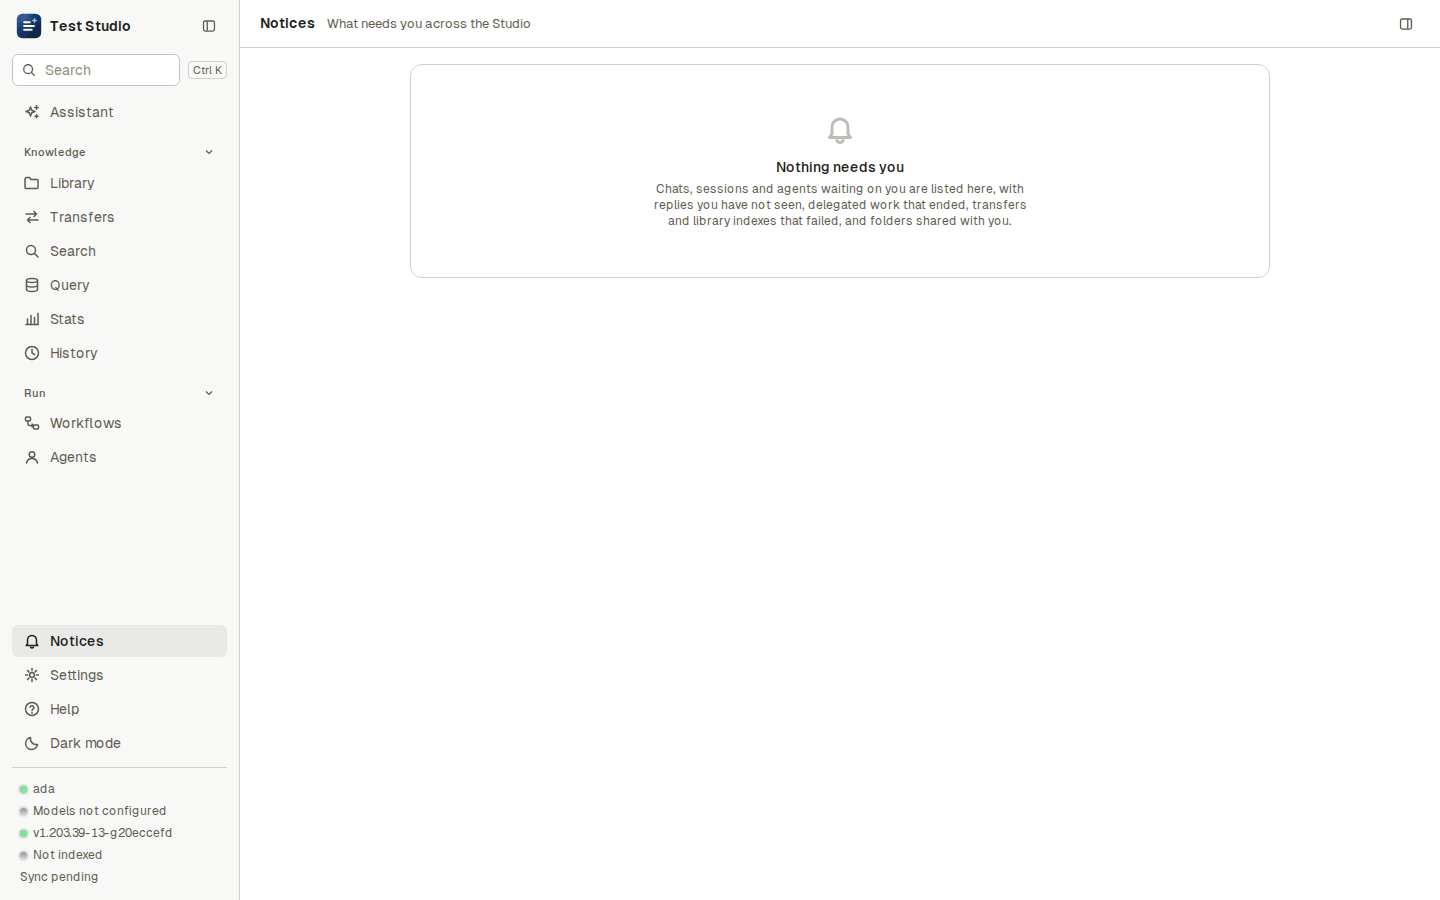 Test Studio
Search
Ctrl K
Assistant
Knowledge
Library
Transfers
Search
Query
Stats
History
Run
Workflows
Agents
Notices
Settings
Help
Dark mode
ada
Models not configured
v1.203.39-13-g20eccefd
Not indexed
Sync pending
Notices
What needs you across the Studio
Nothing needs you
Chats, sessions and agents waiting on you are listed here, with
replies you have not seen, delegated work that ended, transfers
and library indexes that failed, and folders shared with you.